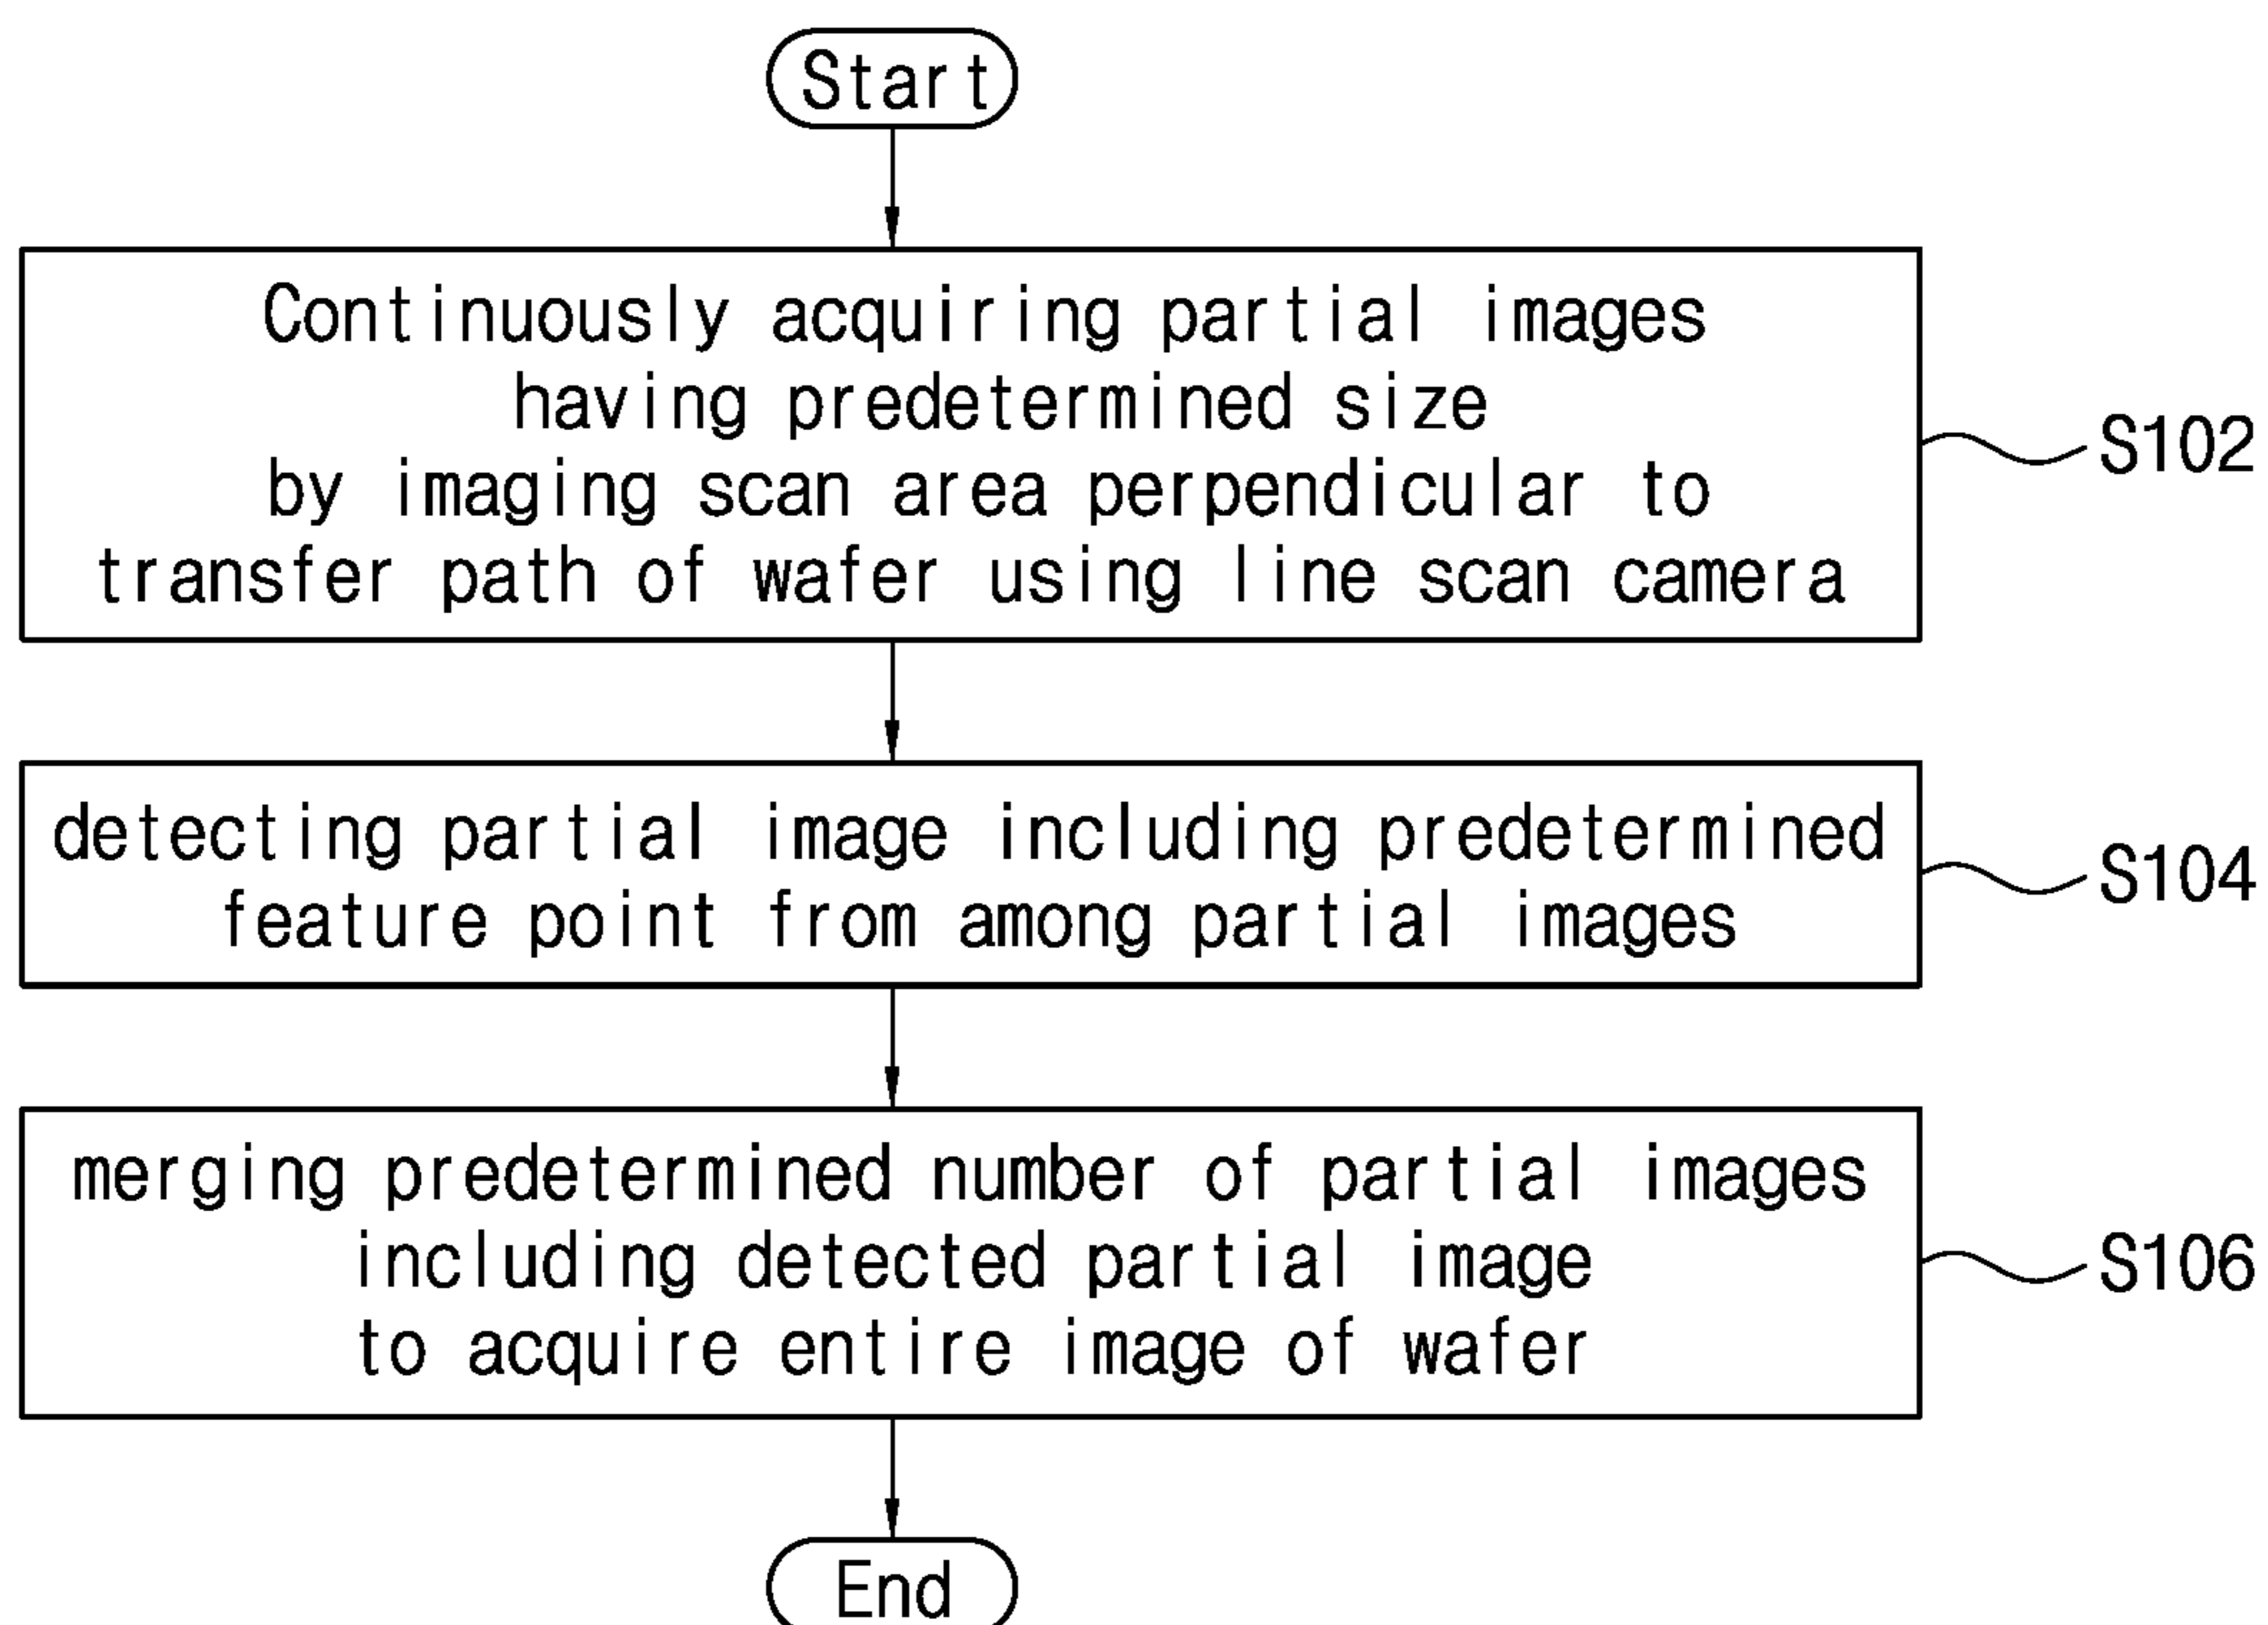 Start
Continuously acquiring partial images
having predetermined size
by imaging scan area perpendicular to
transfer path of wafer using line scan camera
S102
detecting partial image including predetermined
feature point from among partial images
S104
merging predetermined number of partial images
including detected partial image
to acquire entire image of wafer
S106
End